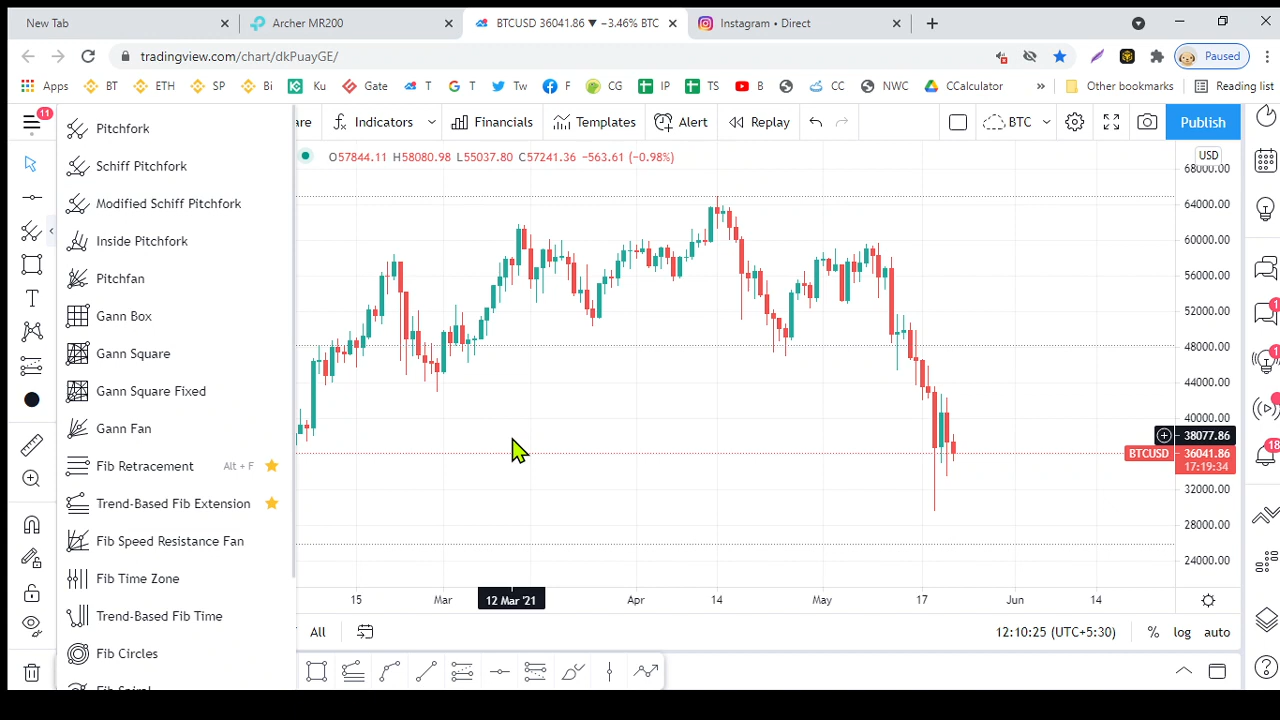 New Tab
Archer MR200
BTCUSD 36041.86 ▼ −3.46% BTC
Instagram • Direct
tradingview.com/chart/dkPuayGE/
Paused
Apps
BT
ETH
SP
Bi
Ku
Gate
T
T
Tw
F
CG
IP
TS
B
CC
NWC
CCalculator
»
Other bookmarks
Reading list
11
are
Indicators
Financials
Templates
Alert
Replay
BTC
Publish
O57844.11 H58080.98 L55037.80 C57241.36 −563.61 (−0.98%)
USD
Pitchfork
Schiff Pitchfork
Modified Schiff Pitchfork
Inside Pitchfork
Pitchfan
Gann Box
Gann Square
Gann Square Fixed
Gann Fan
Fib Retracement Alt + F
Trend-Based Fib Extension
Fib Speed Resistance Fan
Fib Time Zone
Trend-Based Fib Time
Fib Circles
Fib Spiral
68000.00
64000.00
60000.00
56000.00
52000.00
48000.00
44000.00
40000.00
38077.86
BTCUSD 36041.86
17:19:34
32000.00
28000.00
24000.00
15
Mar
12 Mar '21
Apr
14
May
17
Jun
14
All
12:10:25 (UTC+5:30)
%
log
auto